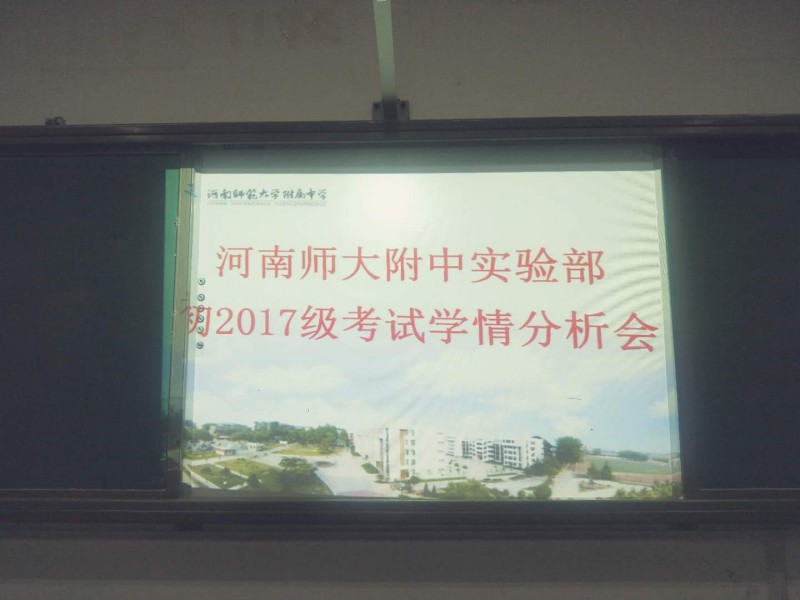 河南师范大学附属中学
河南师大附中实验部
初2017级考试学情分析会